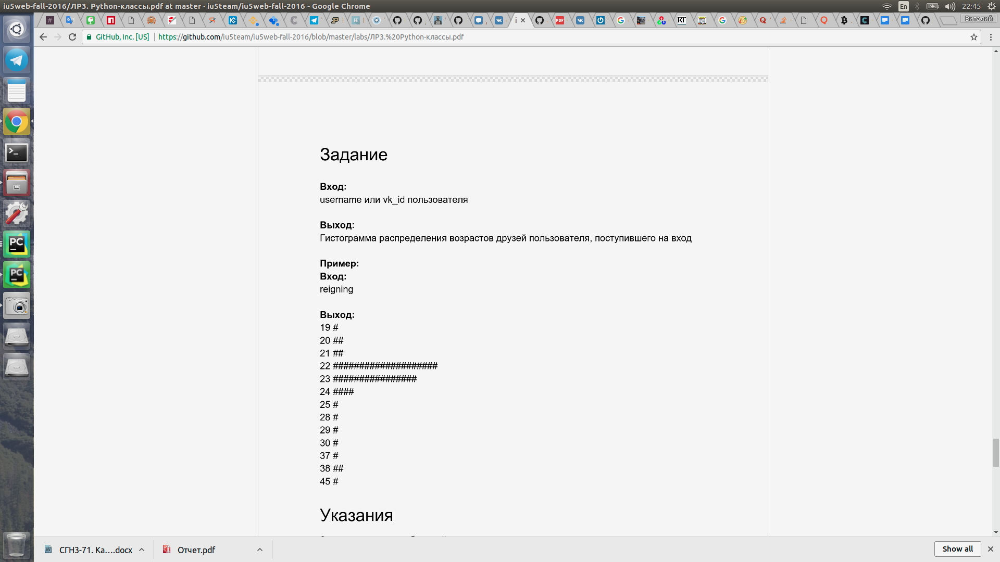 iu5web-fall-2016/ЛР3. Python-классы.pdf at master · iu5team/iu5web-fall-2016 - Google Chrome
En
22:45
Виталий
GitHub, Inc. [US]
https://github.com/iu5team/iu5web-fall-2016/blob/master/labs/ЛР3.%20Python-классы.pdf
Задание
Вход:
username или vk_id пользователя
Выход:
Гистограмма распределения возрастов друзей пользователя, поступившего на вход
Пример:
Вход:
reigning
Выход:
19 #
20 ##
21 ##
22 ####################
23 ################
24 ####
25 #
28 #
29 #
30 #
37 #
38 ##
45 #
Указания
СГН3-71. Ка....docx
Отчет.pdf
Show all